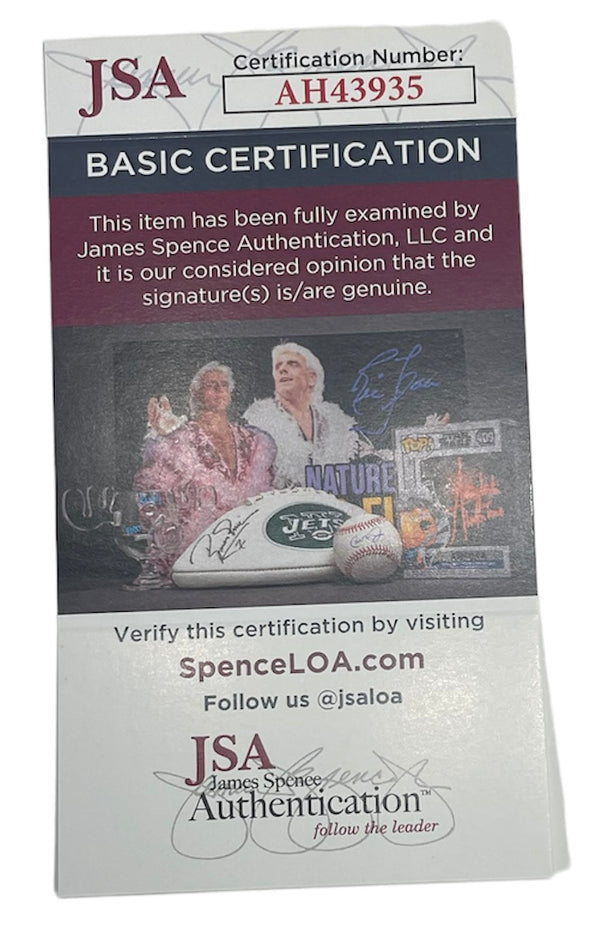 JSA
Certification Number:
AH43935
BASIC CERTIFICATION
This item has been fully examined by
James Spence Authentication, LLC and
it is our considered opinion that the
signature(s) is/are genuine.
NATURE
JETS
Verify this certification by visiting
SpenceLOA.com
Follow us @jsaloa
JSA
James Spence
Authentication™
follow the leader